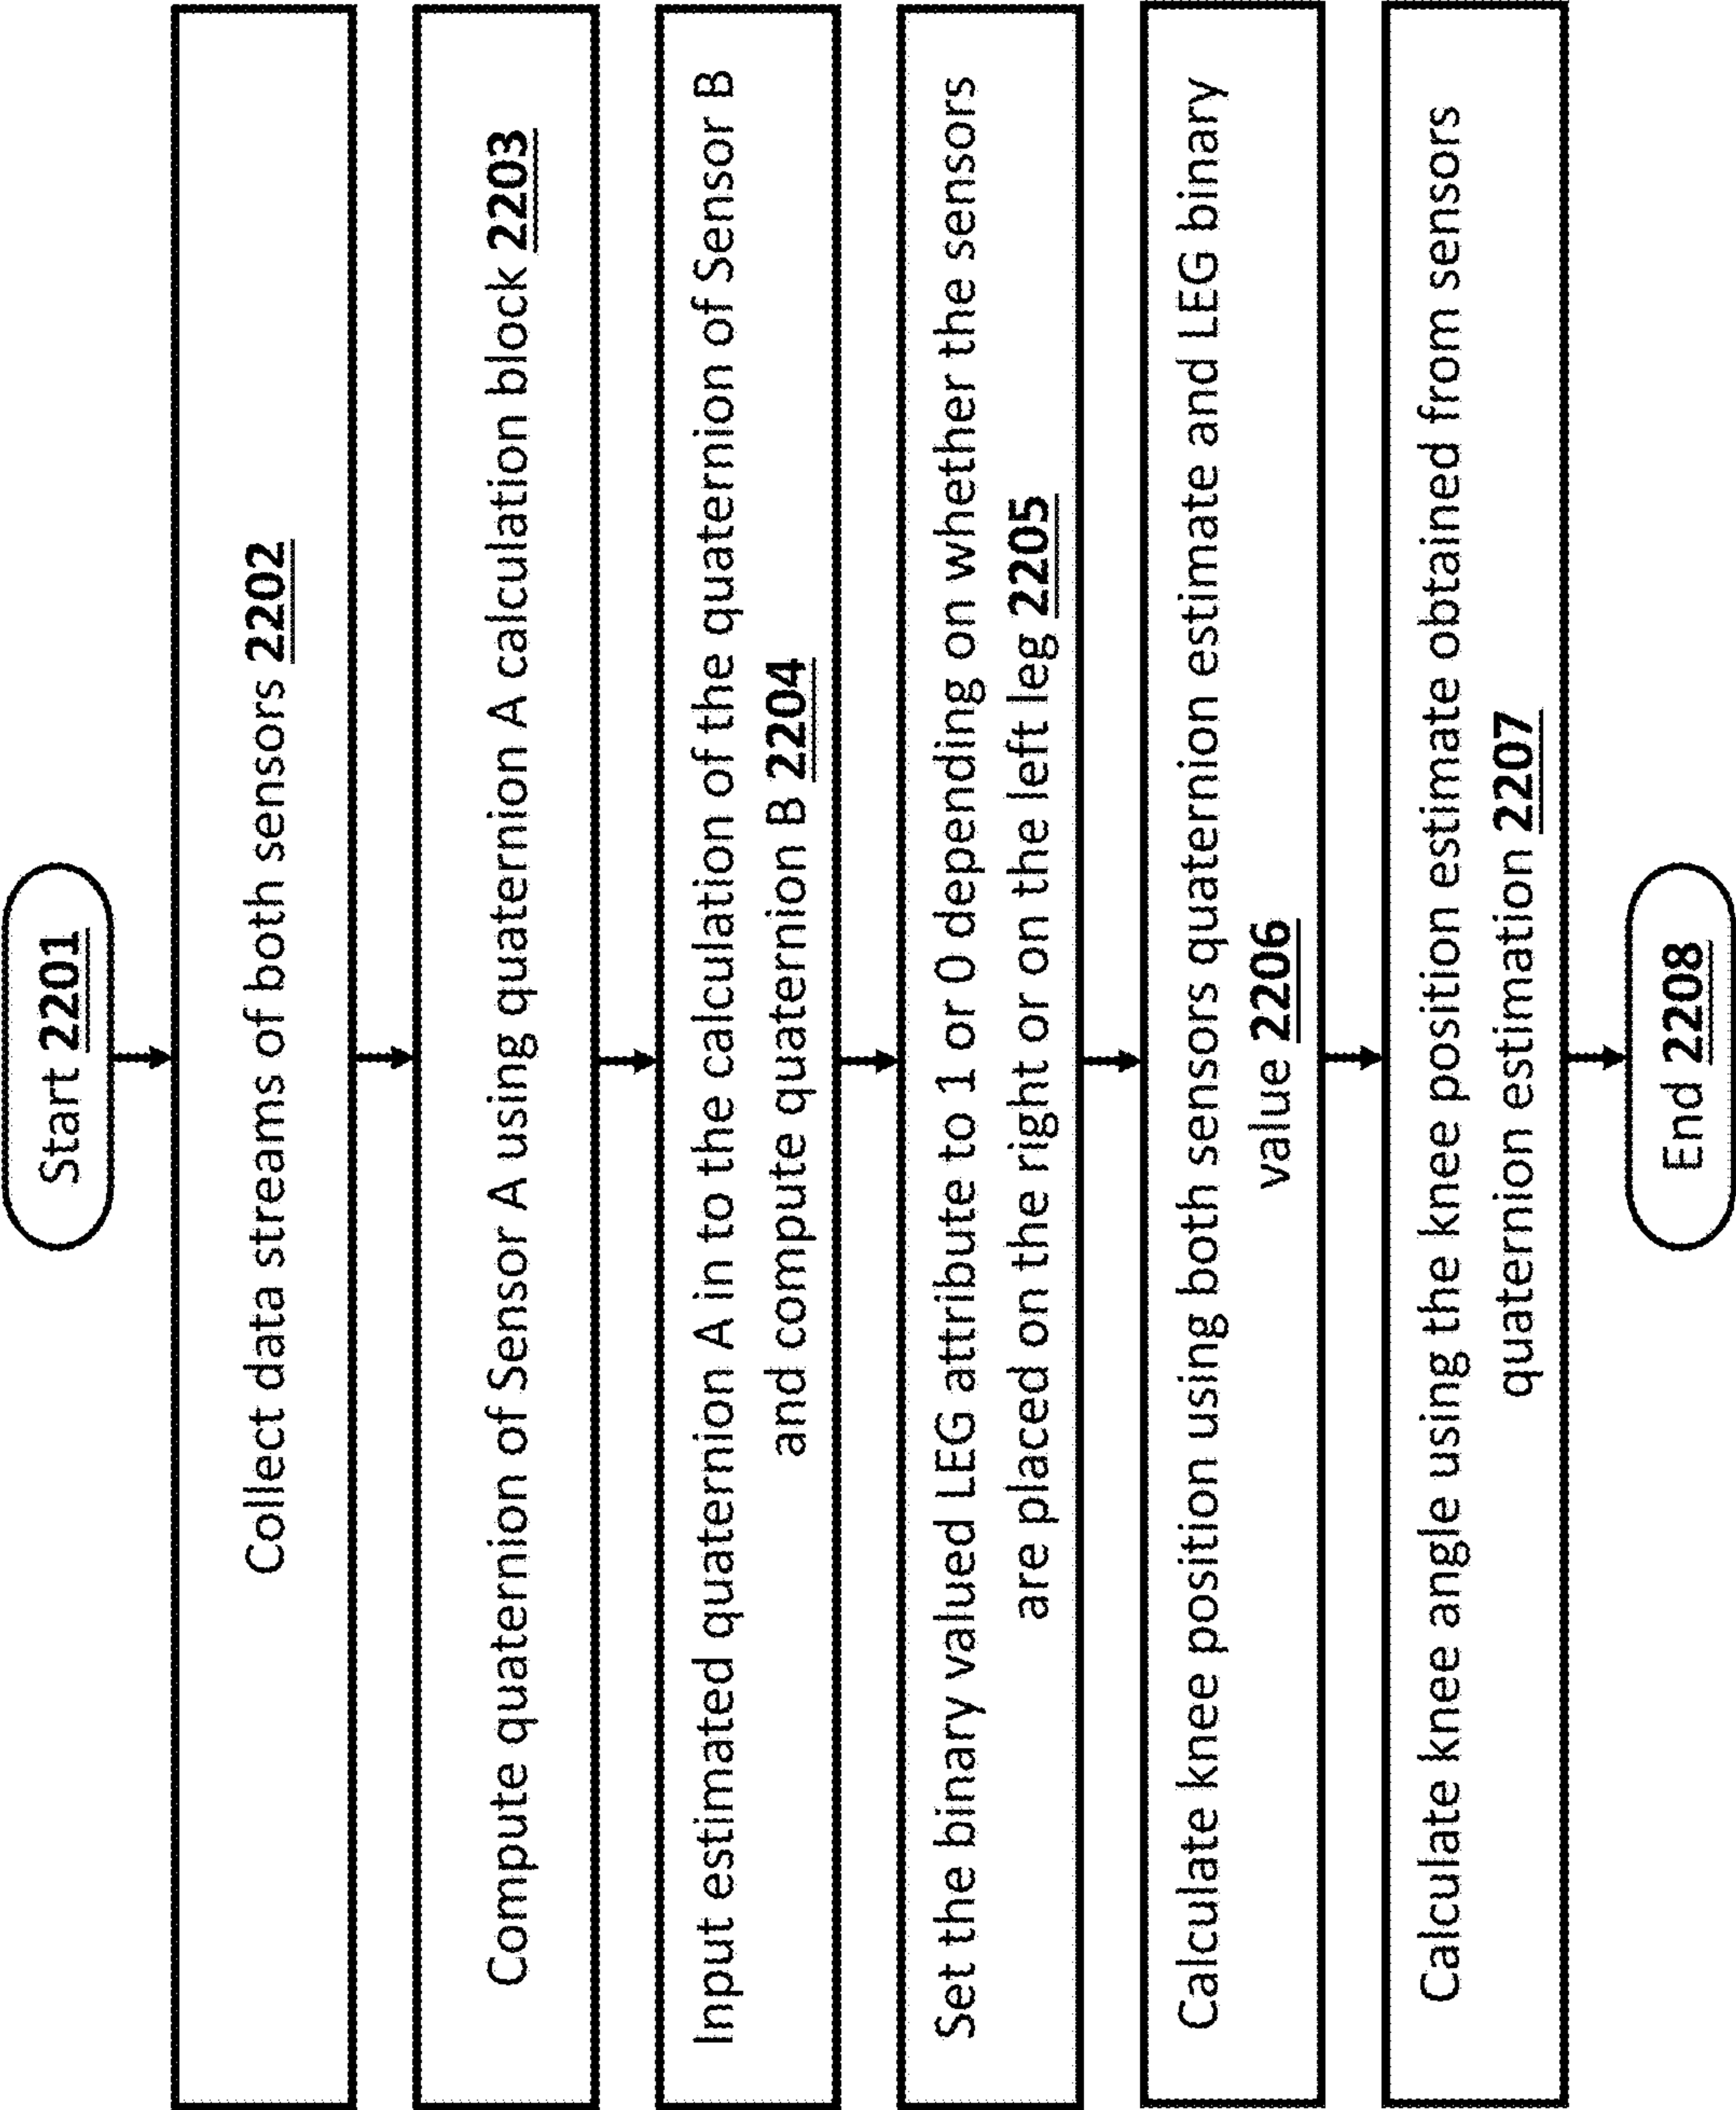 Start 2201
Collect data streams of both sensors 2202
Compute quaternion of Sensor A using quaternion A calculation block 2203
Input estimated quaternion A in to the calculation of the quaternion of Sensor B
and compute quaternion B 2204
Set the binary valued LEG attribute to 1 or 0 depending on whether the sensors
are placed on the right or on the left leg 2205
Calculate knee position using both sensors quaternion estimate and LEG binary
value 2206
Calculate knee angle using the knee position estimate obtained from sensors
quaternion estimation 2207
End 2208